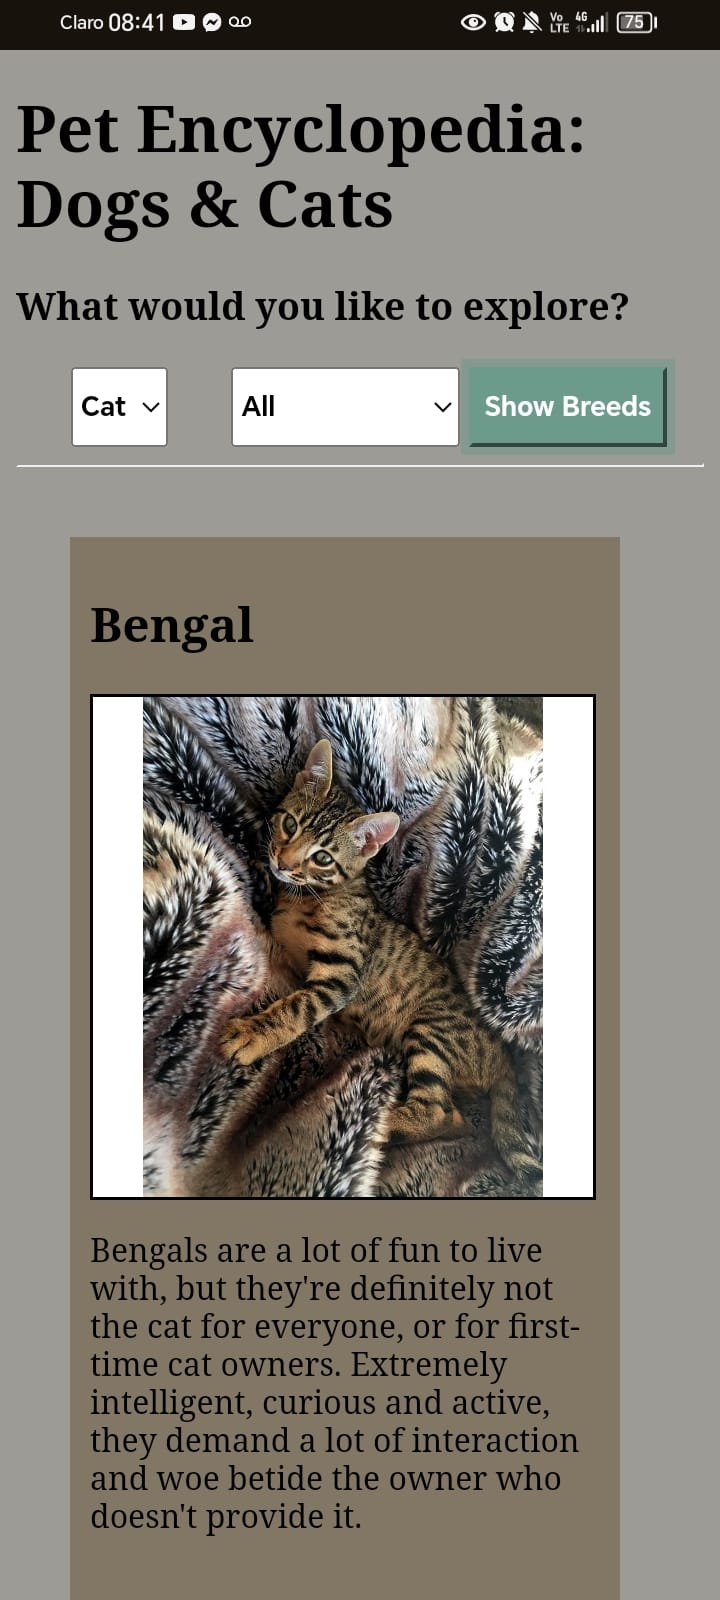 Claro 08:41 Vo LTE 4G 75
Pet Encyclopedia:
Dogs & Cats
What would you like to explore?
Cat All Show Breeds
Bengal
Bengals are a lot of fun to live
with, but they're definitely not
the cat for everyone, or for first-
time cat owners. Extremely
intelligent, curious and active,
they demand a lot of interaction
and woe betide the owner who
doesn't provide it.